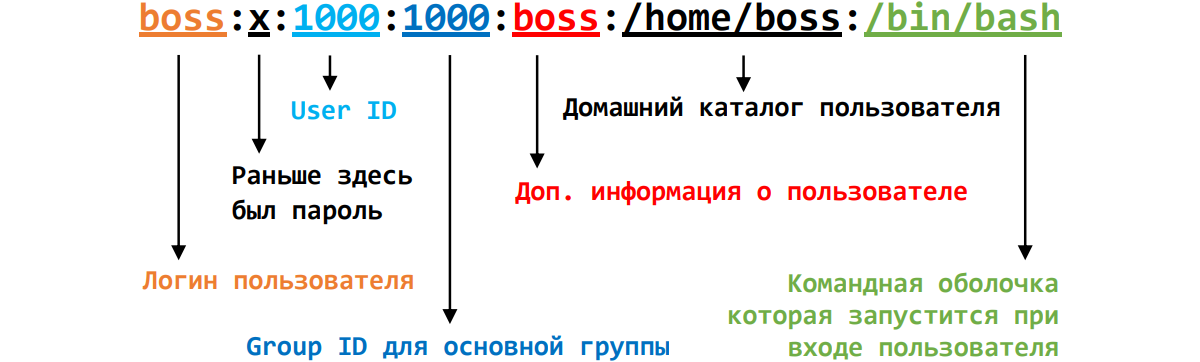 boss:x:1000:1000:boss:/home/boss:/bin/bash
User ID
Домашний каталог пользователя
Раньше здесь
был пароль
Доп. информация о пользователе
Логин пользователя
Командная оболочка
которая запустится при
входе пользователя
Group ID для основной группы